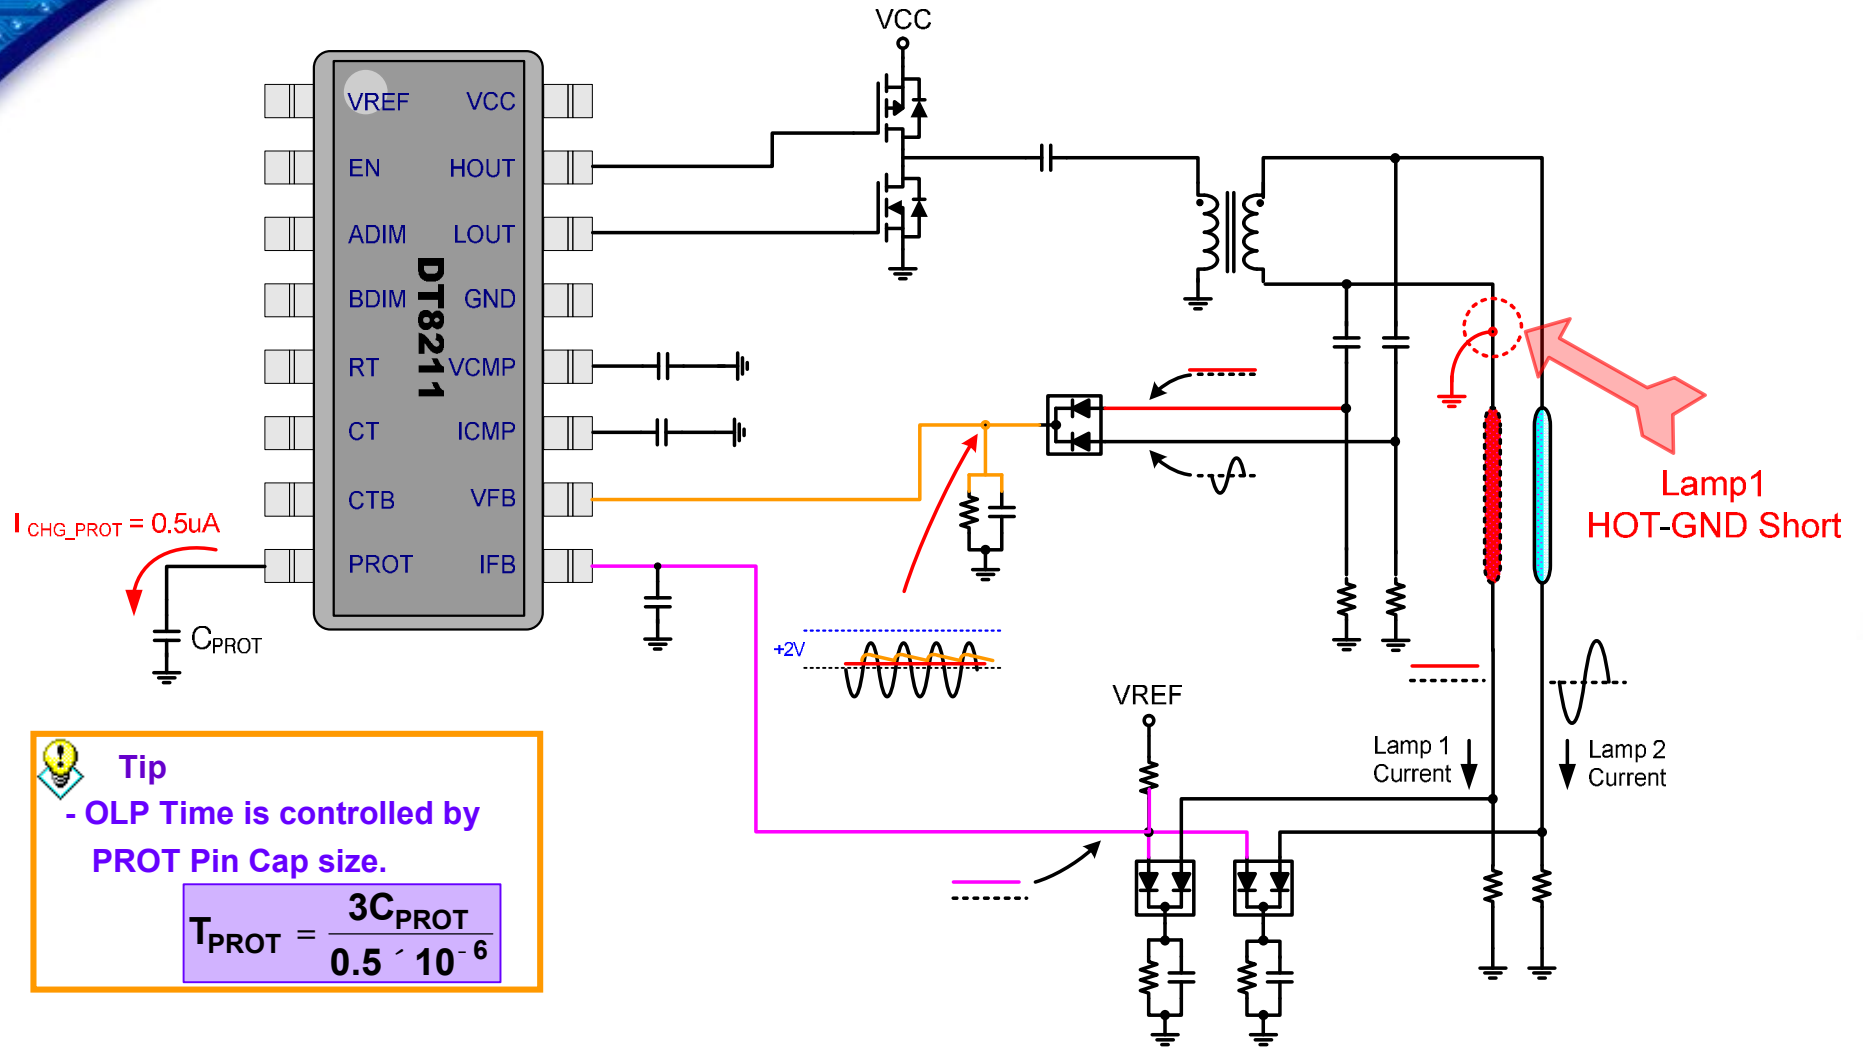 VCC
VREF VCC
EN HOUT
ADIM LOUT
BDIM GND
RT VCMP
CT ICMP
CTB VFB
PROT IFB
DT8211
I CHG_PROT = 0.5uA
CPROT
Lamp1
HOT-GND Short
+2V
VREF
Lamp 1
Current
Lamp 2
Current
Tip
- OLP Time is controlled by
PROT Pin Cap size.
TPROT = 3CPROT
0.5 ´ 10⁻⁶